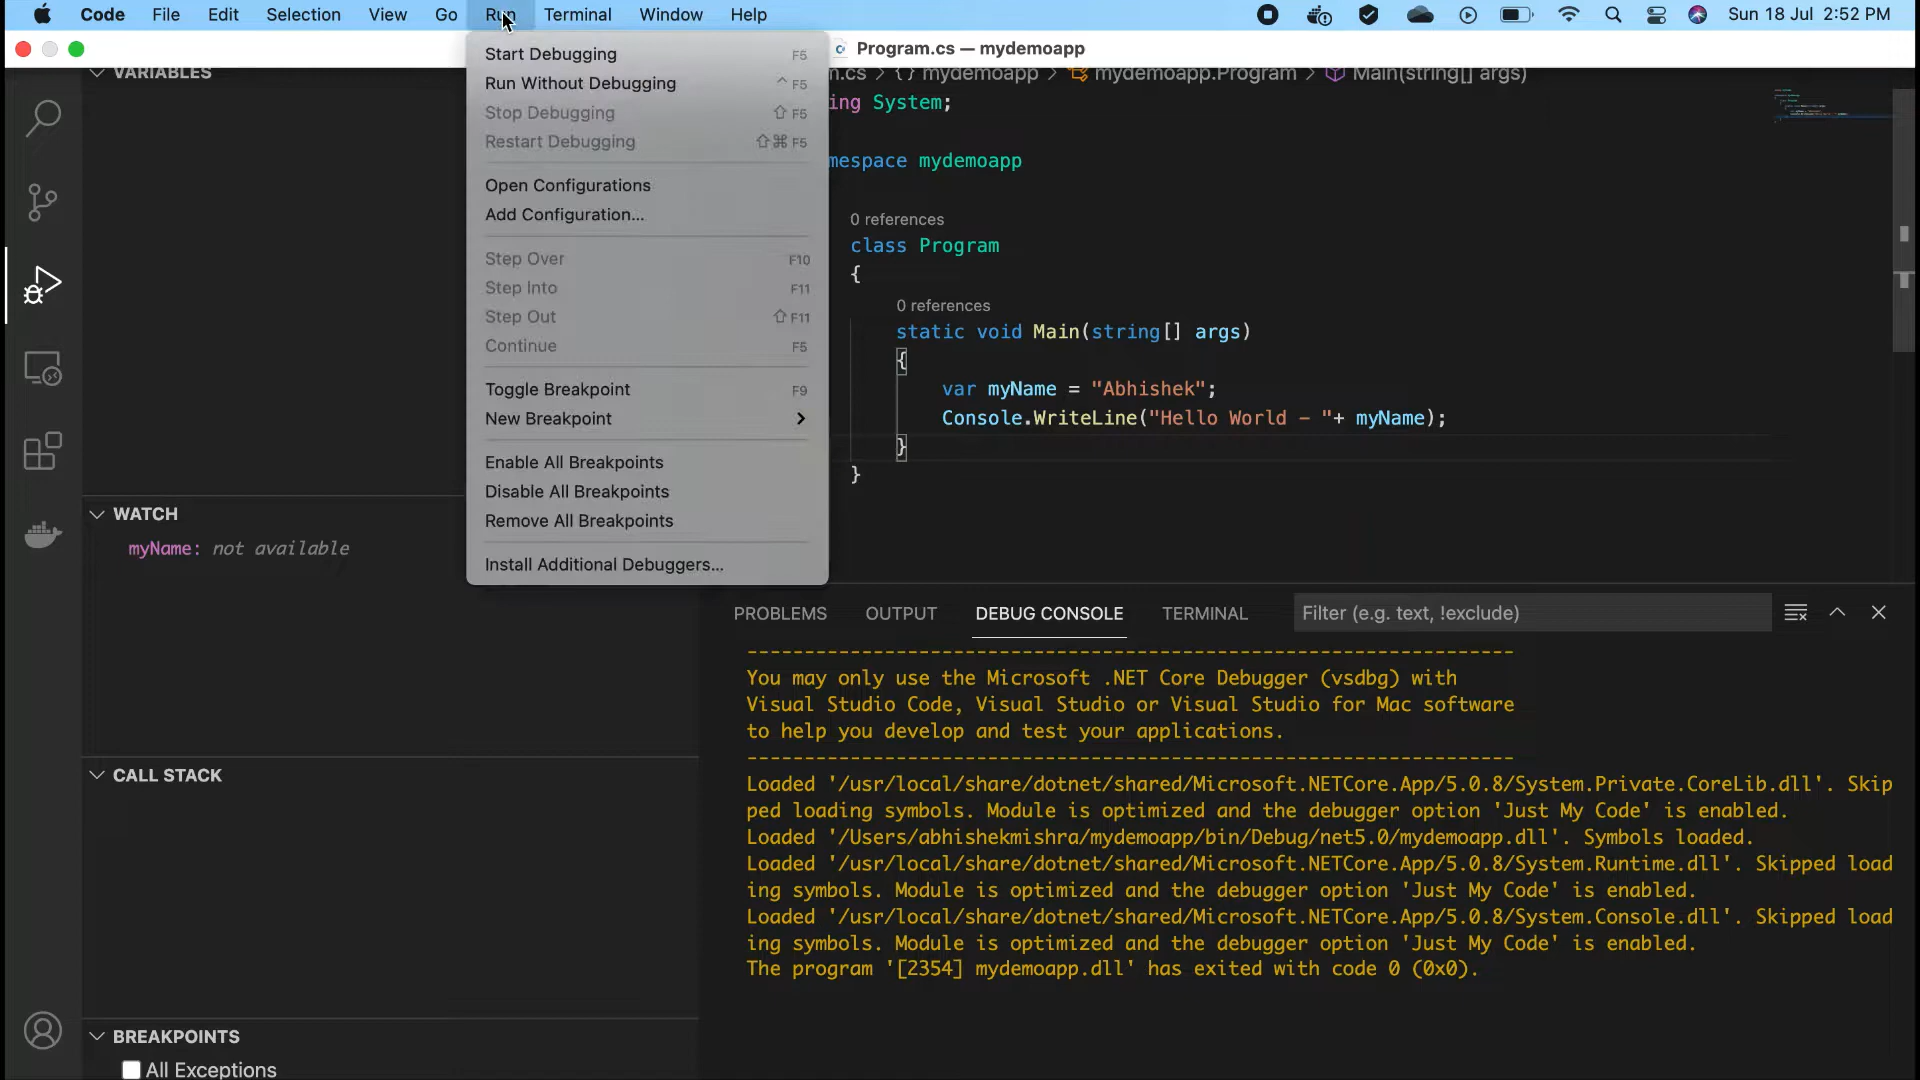 Code File Edit Selection View Go Run Terminal Window Help Sun 18 Jul 2:52 PM
Program.cs — mydemoapp
VARIABLES
.cs > {} mydemoapp > mydemoapp.Program > Main(string[] args)
Start Debugging F5
Run Without Debugging ^ F5
Stop Debugging ⇧ F5
Restart Debugging ⇧⌘ F5
Open Configurations
Add Configuration...
Step Over F10
Step Into F11
Step Out ⇧ F11
Continue F5
Toggle Breakpoint F9
New Breakpoint >
Enable All Breakpoints
Disable All Breakpoints
Remove All Breakpoints
Install Additional Debuggers...
ing System;
mespace mydemoapp
0 references
class Program
{
0 references
static void Main(string[] args)
{
var myName = "Abhishek";
Console.WriteLine("Hello World - "+ myName);
}
}
WATCH
myName: not available
CALL STACK
BREAKPOINTS
All Exceptions
PROBLEMS OUTPUT DEBUG CONSOLE TERMINAL Filter (e.g. text, !exclude)
-------------------------------------------------------------------
You may only use the Microsoft .NET Core Debugger (vsdbg) with
Visual Studio Code, Visual Studio or Visual Studio for Mac software
to help you develop and test your applications.
-------------------------------------------------------------------
Loaded '/usr/local/share/dotnet/shared/Microsoft.NETCore.App/5.0.8/System.Private.CoreLib.dll'. Skip
ped loading symbols. Module is optimized and the debugger option 'Just My Code' is enabled.
Loaded '/Users/abhishekmishra/mydemoapp/bin/Debug/net5.0/mydemoapp.dll'. Symbols loaded.
Loaded '/usr/local/share/dotnet/shared/Microsoft.NETCore.App/5.0.8/System.Runtime.dll'. Skipped load
ing symbols. Module is optimized and the debugger option 'Just My Code' is enabled.
Loaded '/usr/local/share/dotnet/shared/Microsoft.NETCore.App/5.0.8/System.Console.dll'. Skipped load
ing symbols. Module is optimized and the debugger option 'Just My Code' is enabled.
The program '[2354] mydemoapp.dll' has exited with code 0 (0x0).